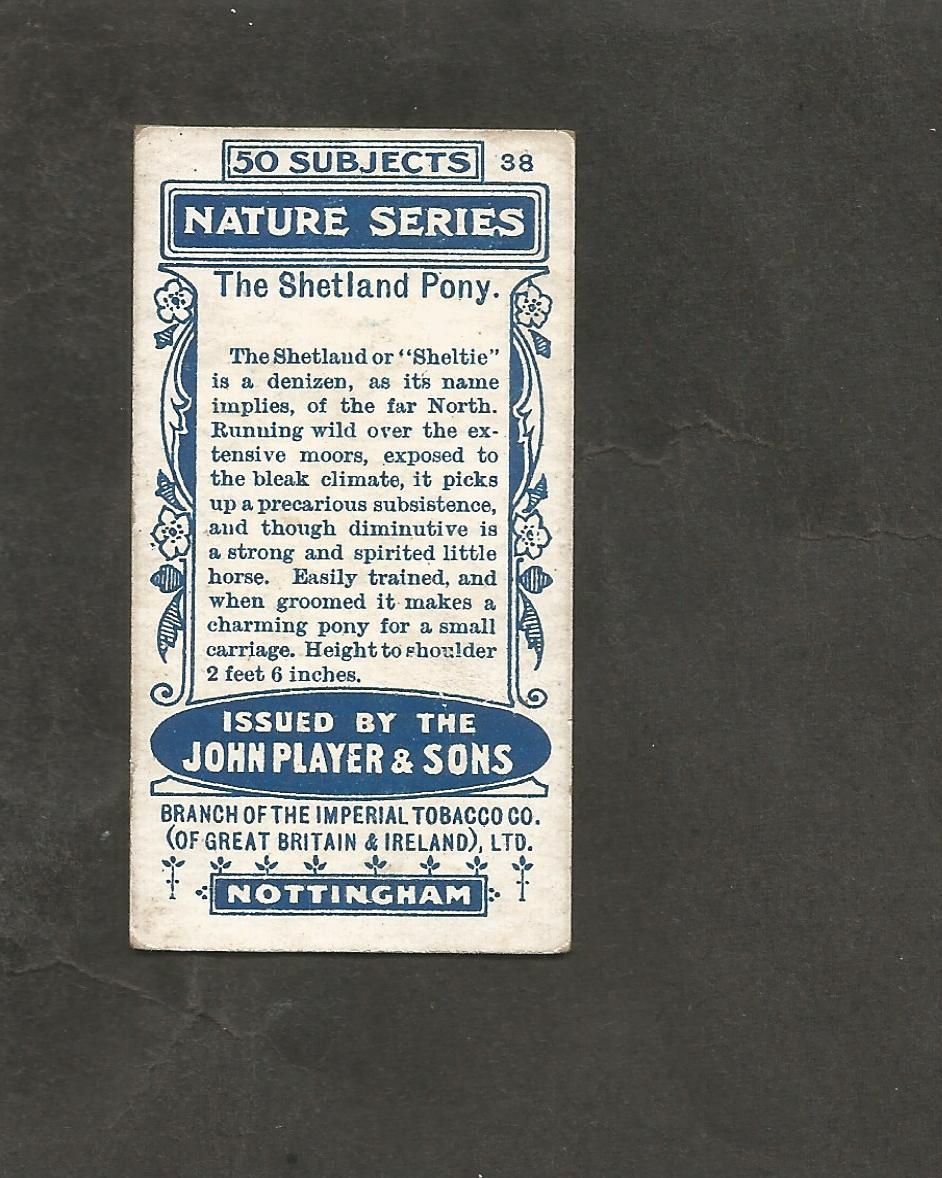 50 SUBJECTS 38
NATURE SERIES
The Shetland Pony.
The Shetland or "Sheltie"
is a denizen, as its name
implies, of the far North.
Running wild over the ex-
tensive moors, exposed to
the bleak climate, it picks
up a precarious subsistence,
and though diminutive is
a strong and spirited little
horse. Easily trained, and
when groomed it makes a
charming pony for a small
carriage. Height to shoulder
2 feet 6 inches.
ISSUED BY THE
JOHN PLAYER & SONS
BRANCH OF THE IMPERIAL TOBACCO CO.
(OF GREAT BRITAIN & IRELAND), LTD.
NOTTINGHAM